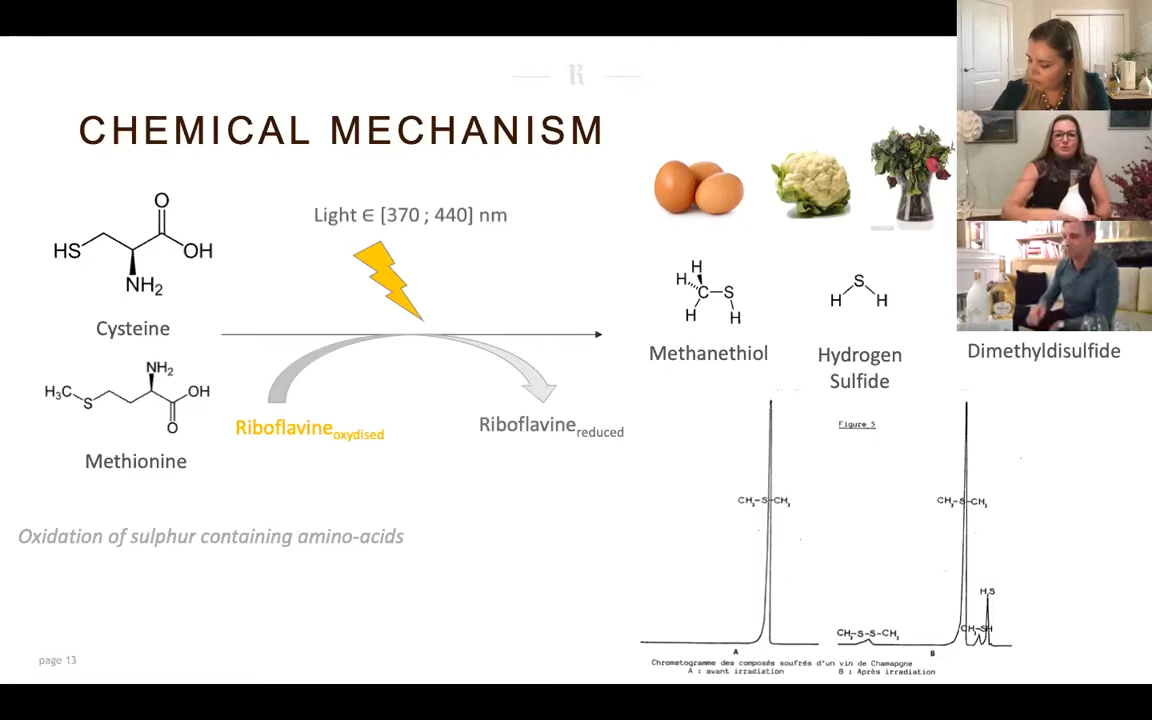 R
CHEMICAL MECHANISM
O
HS
OH
NH2
Cysteine
NH2
H3C
S
OH
O
Methionine
Light ∈ [370 ; 440] nm
Riboflavine oxydised
Riboflavine reduced
Oxidation of sulphur containing amino-acids
page 13
H
H
C
S
H
H
Methanethiol
S
H
H
Hydrogen
Sulfide
Dimethyldisulfide
Figure 5
CH3-S-CH3
CH3-S-CH3
H2S
CH3-SH
CH3-S-S-CH3
A
B
Chromatogramme des composés soufrés d'un vin de Chamapgne
A : avant irradiation
B : Après irradiation